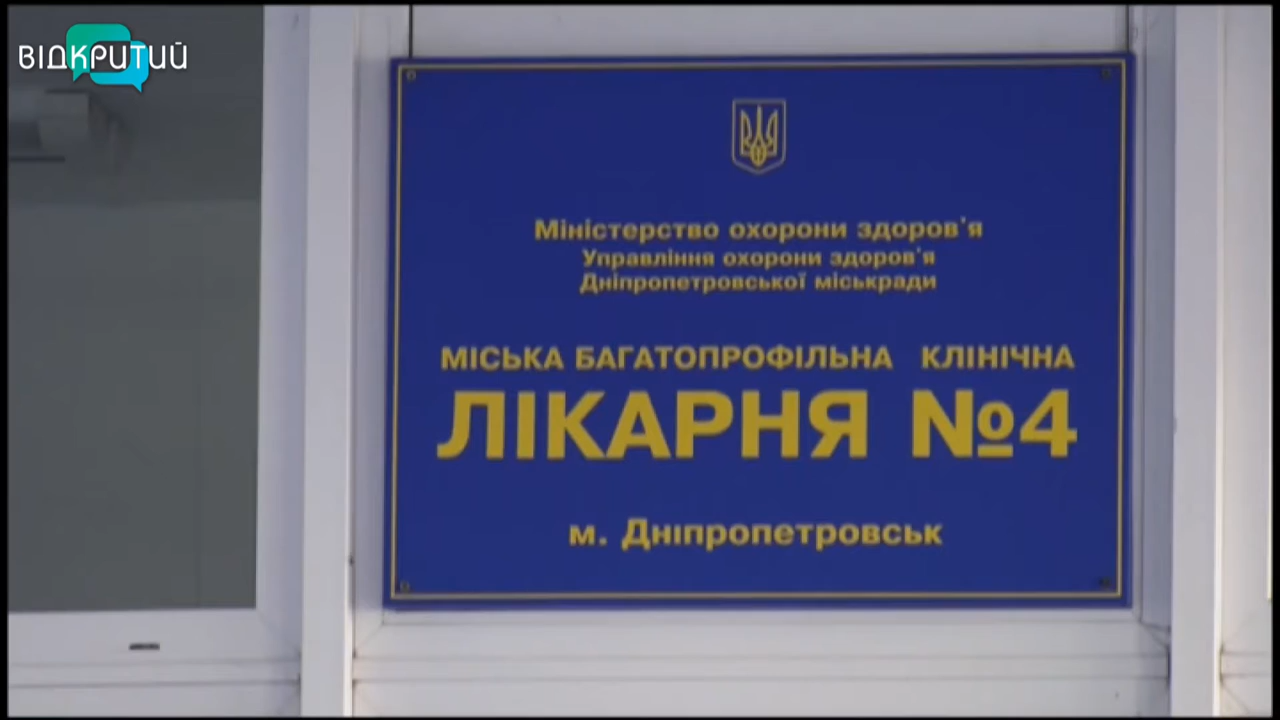 ВІДКРИТИЙ
Міністерство охорони здоров'я
Управління охорони здоров'я
Дніпропетровської міськради
МІСЬКА БАГАТОПРОФІЛЬНА КЛІНІЧНА
ЛІКАРНЯ №4
м. Дніпропетровськ